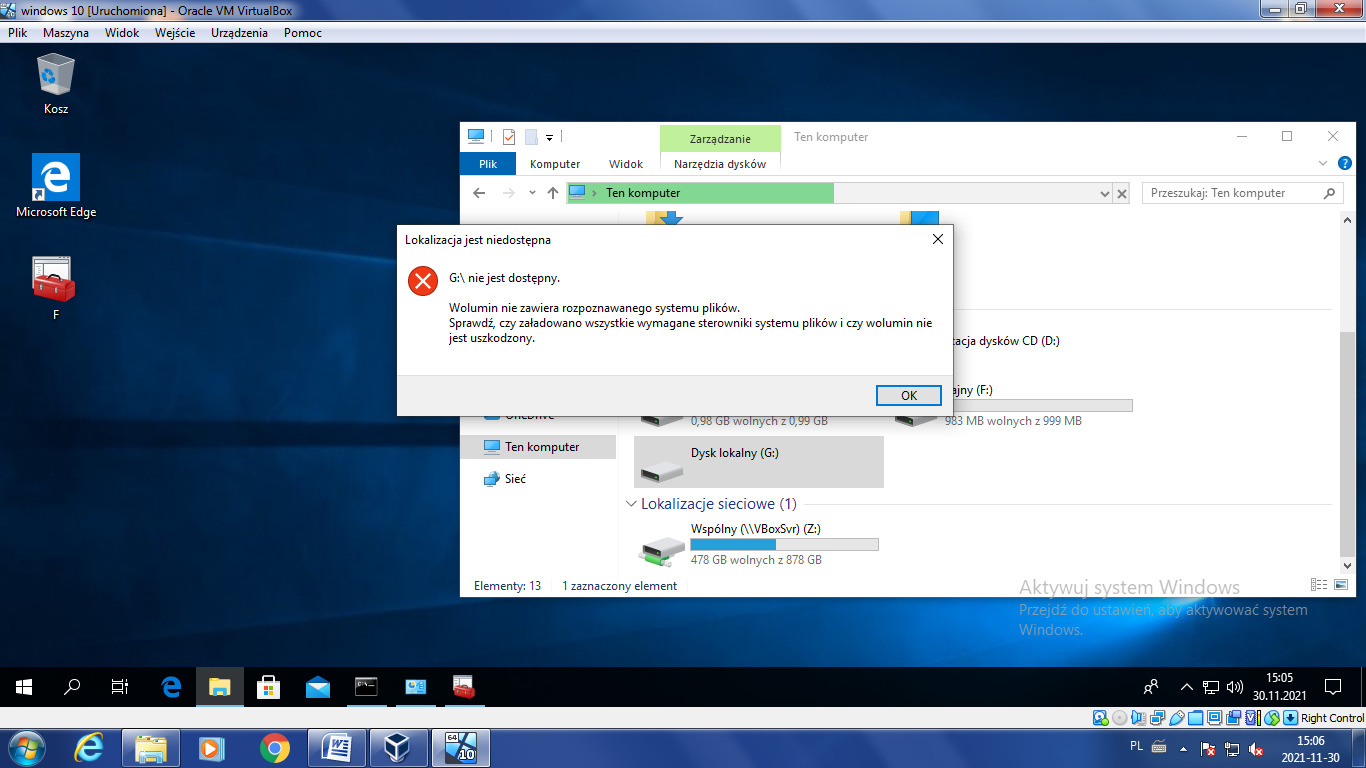 windows 10 [Uruchomiona] - Oracle VM VirtualBox
Plik Maszyna Widok Wejście Urządzenia Pomoc
Kosz
Microsoft Edge
F
Zarządzanie Ten komputer
Plik Komputer Widok Narzędzia dysków
Ten komputer
Przeszukaj: Ten komputer
Lokalizacja jest niedostępna
G:\ nie jest dostępny.
Wolumin nie zawiera rozpoznawanego systemu plików.
Sprawdź, czy załadowano wszystkie wymagane sterowniki systemu plików i czy wolumin nie
jest uszkodzony.
OK
tacja dysków CD (D:)
ajny (F:)
OneDrive
0,98 GB wolnych z 0,99 GB
983 MB wolnych z 999 MB
Ten komputer
Dysk lokalny (G:)
Sieć
Lokalizacje sieciowe (1)
Wspólny (\\VBoxSvr) (Z:)
478 GB wolnych z 878 GB
Elementy: 13 1 zaznaczony element
Aktywuj system Windows
Przejdź do ustawień, aby aktywować system
Windows.
15:05
30.11.2021
Right Control
64
10
PL
15:06
2021-11-30